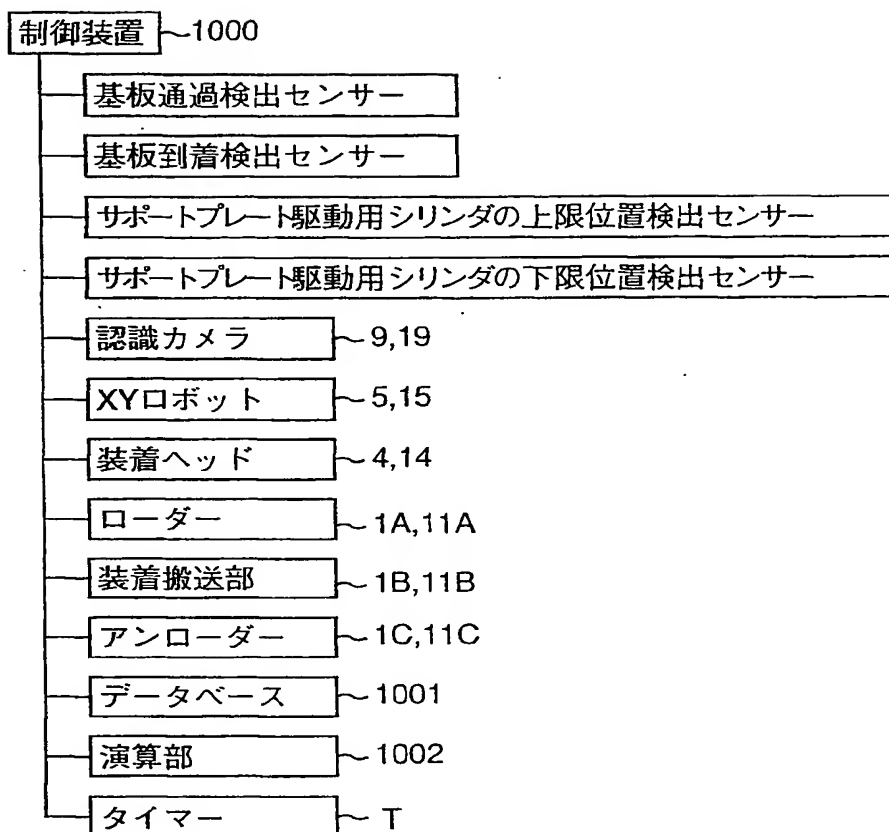 制御装置 ～1000
基板通過検出センサー
基板到着検出センサー
サポートプレート駆動用シリンダの上限位置検出センサー
サポートプレート駆動用シリンダの下限位置検出センサー
認識カメラ ～9,19
XYロボット ～5,15
装着ヘッド ～4,14
ローダー ～1A,11A
装着搬送部 ～1B,11B
アンローダー ～1C,11C
データベース ～1001
演算部 ～1002
タイマー ～T